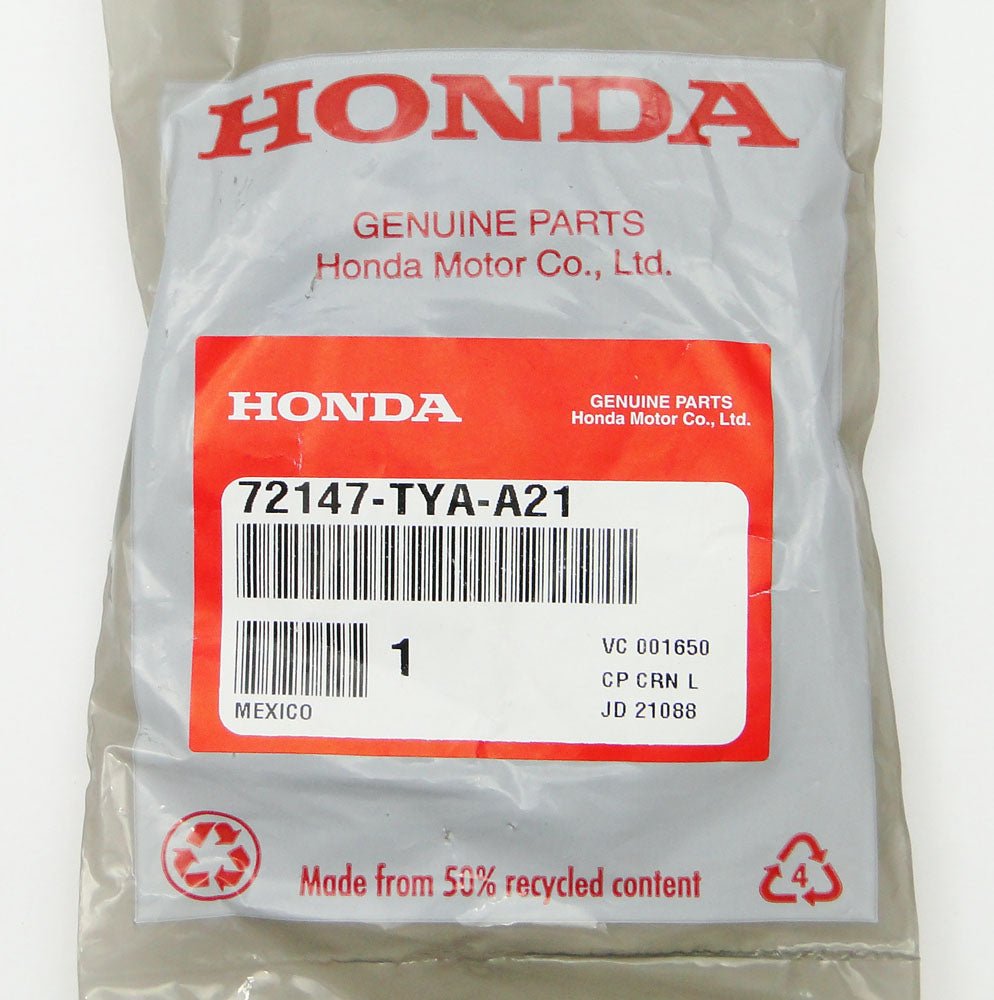 HONDA
GENUINE PARTS
Honda Motor Co., Ltd.
HONDA
GENUINE PARTS
Honda Motor Co., Ltd.
72147-TYA-A21
1
VC 001650
CP CRN L
MEXICO
JD 21088
Made from 50% recycled content
4